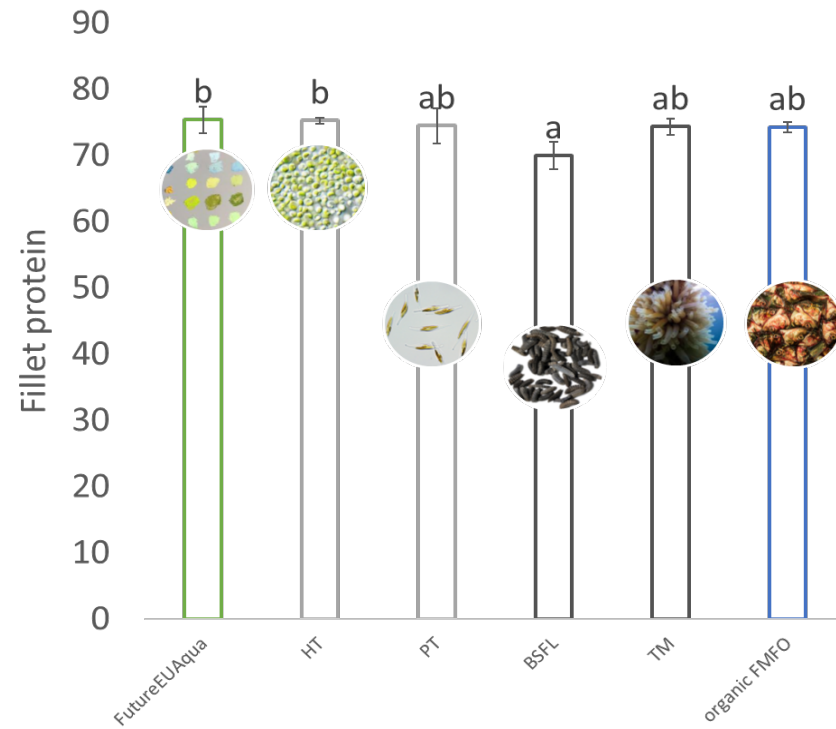 90
80
70
60
50
40
30
20
10
0
Fillet protein
b
b
ab
a
ab
ab
FutureEUAqua
HT
PT
BSFL
TM
organic FMFO